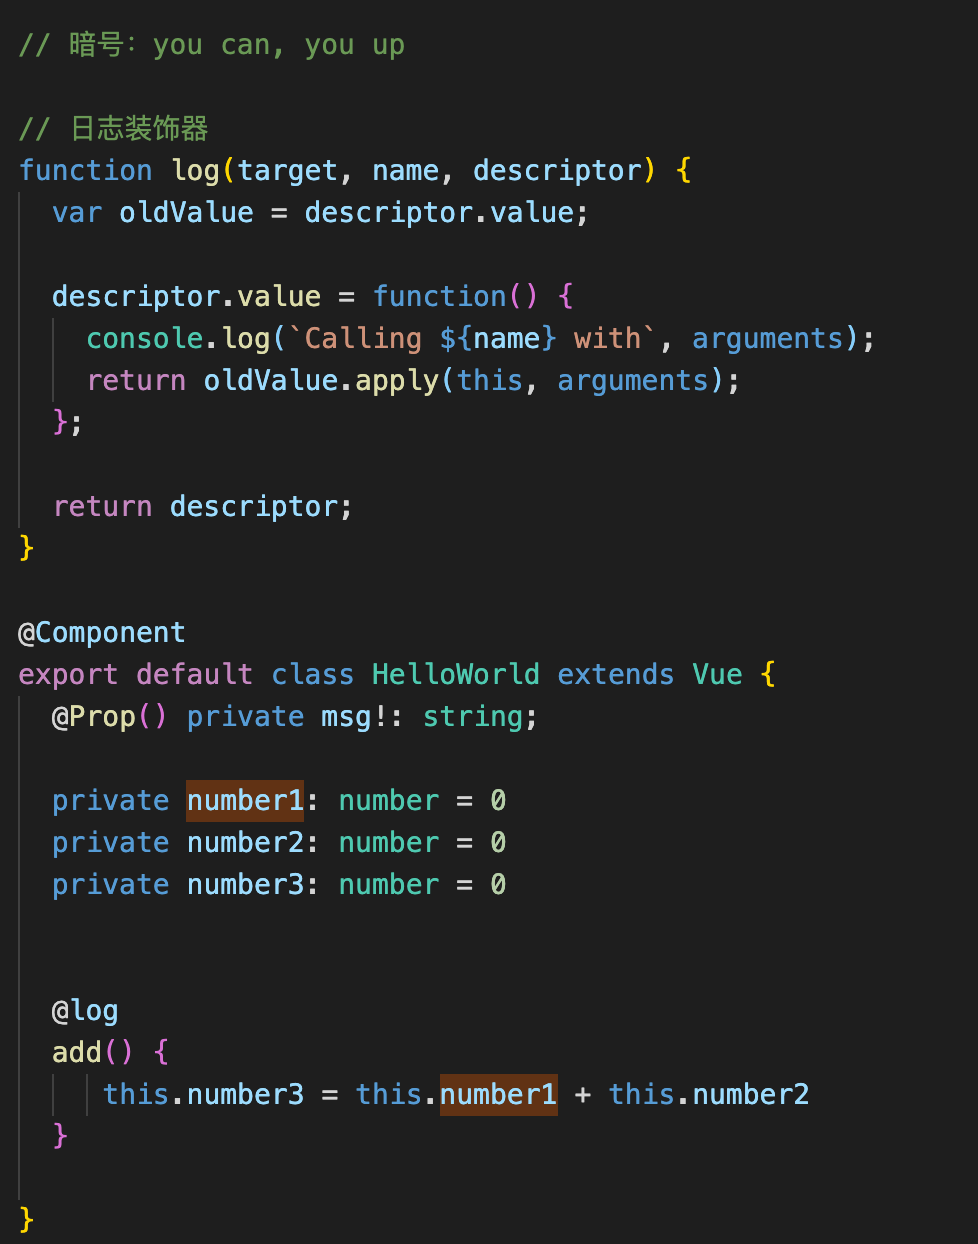 // 暗号：you can, you up
// 日志装饰器
function log(target, name, descriptor) {
  var oldValue = descriptor.value;
  descriptor.value = function() {
    console.log(`Calling ${name} with`, arguments);
    return oldValue.apply(this, arguments);
  };
  return descriptor;
}
@Component
export default class HelloWorld extends Vue {
  @Prop() private msg!: string;
  private number1: number = 0
  private number2: number = 0
  private number3: number = 0
  @log
  add() {
     this.number3 = this.number1 + this.number2
  }
}